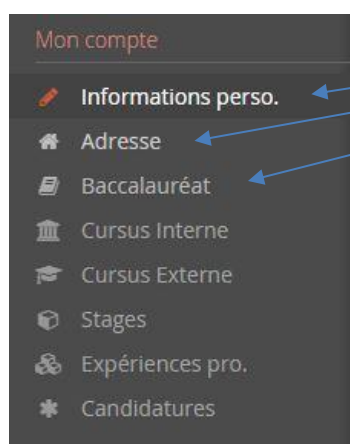 Mon compte
Informations perso.
Adresse
Baccalauréat
Cursus Interne
Cursus Externe
Stages
Expériences pro.
Candidatures